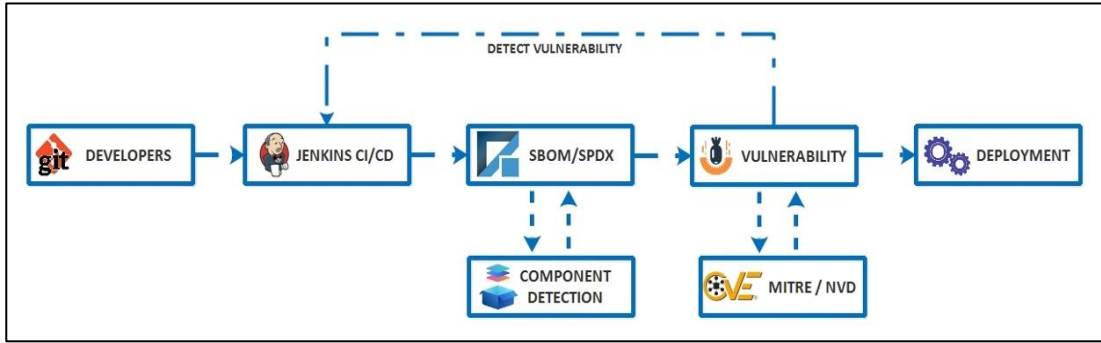 DETECT VULNERABILITY
git DEVELOPERS
JENKINS CI/CD
SBOM/SPDX
VULNERABILITY
DEPLOYMENT
COMPONENT
DETECTION
CVE MITRE / NVD